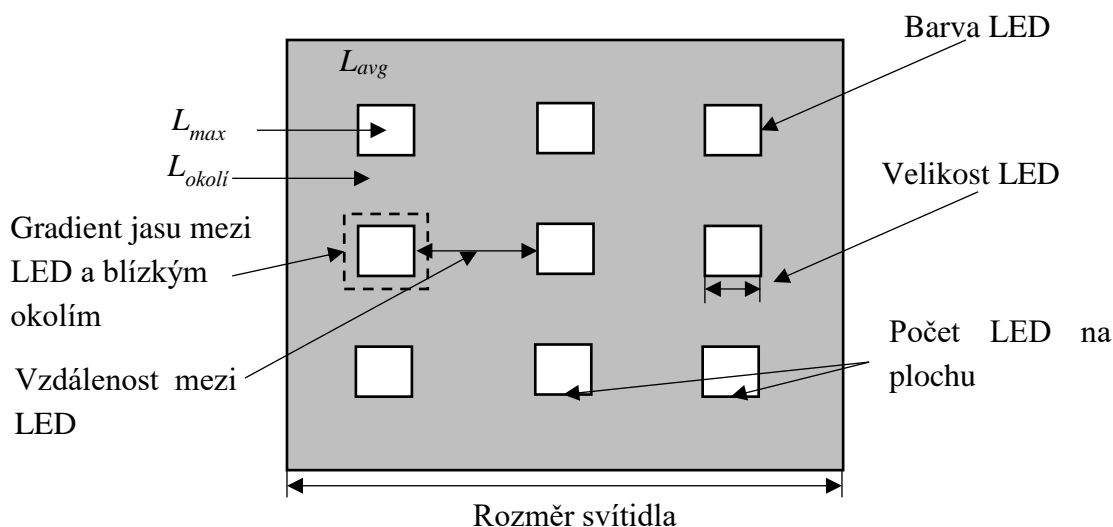 Barva LED
L_avg
L_max
L_okolí
Velikost LED
Gradient jasu mezi
LED a blízkým
okolím
Počet LED na
plochu
Vzdálenost mezi
LED
Rozměr svítidla